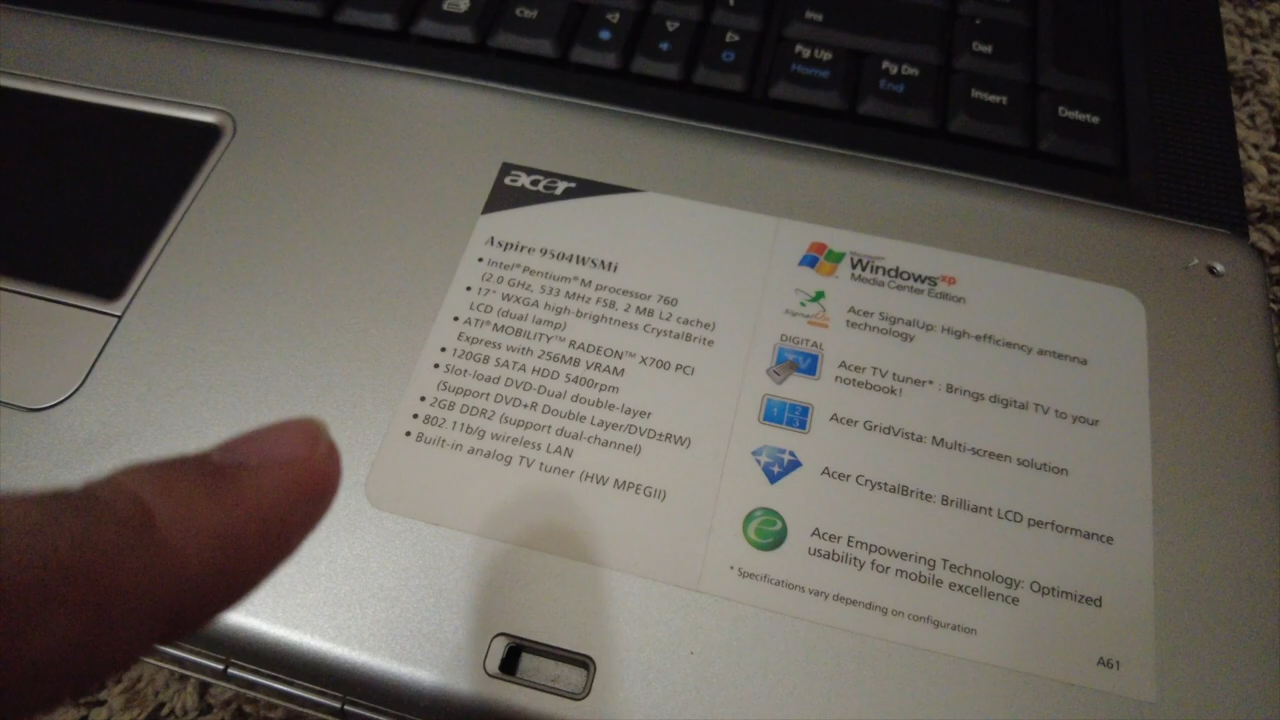 Ctrl
Ins
Del
Pg Up
Home
Pg Dn
End
Insert
Delete
acer
Aspire 9504WSMi
• Intel® Pentium® M processor 760
(2.0 GHz, 533 MHz FSB, 2 MB L2 cache)
• 17" WXGA high-brightness CrystalBrite
LCD (dual lamp)
• ATI® MOBILITY™ RADEON™ X700 PCI
Express with 256MB VRAM
• 120GB SATA HDD 5400rpm
• Slot-load DVD-Dual double-layer
(Support DVD+R Double Layer/DVD±RW)
• 2GB DDR2 (support dual-channel)
• 802.11b/g wireless LAN
• Built-in analog TV tuner (HW MPEGII)
Microsoft
Windows xp
Media Center Edition
SignalUp
Acer SignalUp: High-efficiency antenna
technology
DIGITAL
TV
Acer TV tuner* : Brings digital TV to your
notebook!
1 2
3
Acer GridVista: Multi-screen solution
Acer CrystalBrite: Brilliant LCD performance
e
Acer Empowering Technology: Optimized
usability for mobile excellence
* Specifications vary depending on configuration
A61